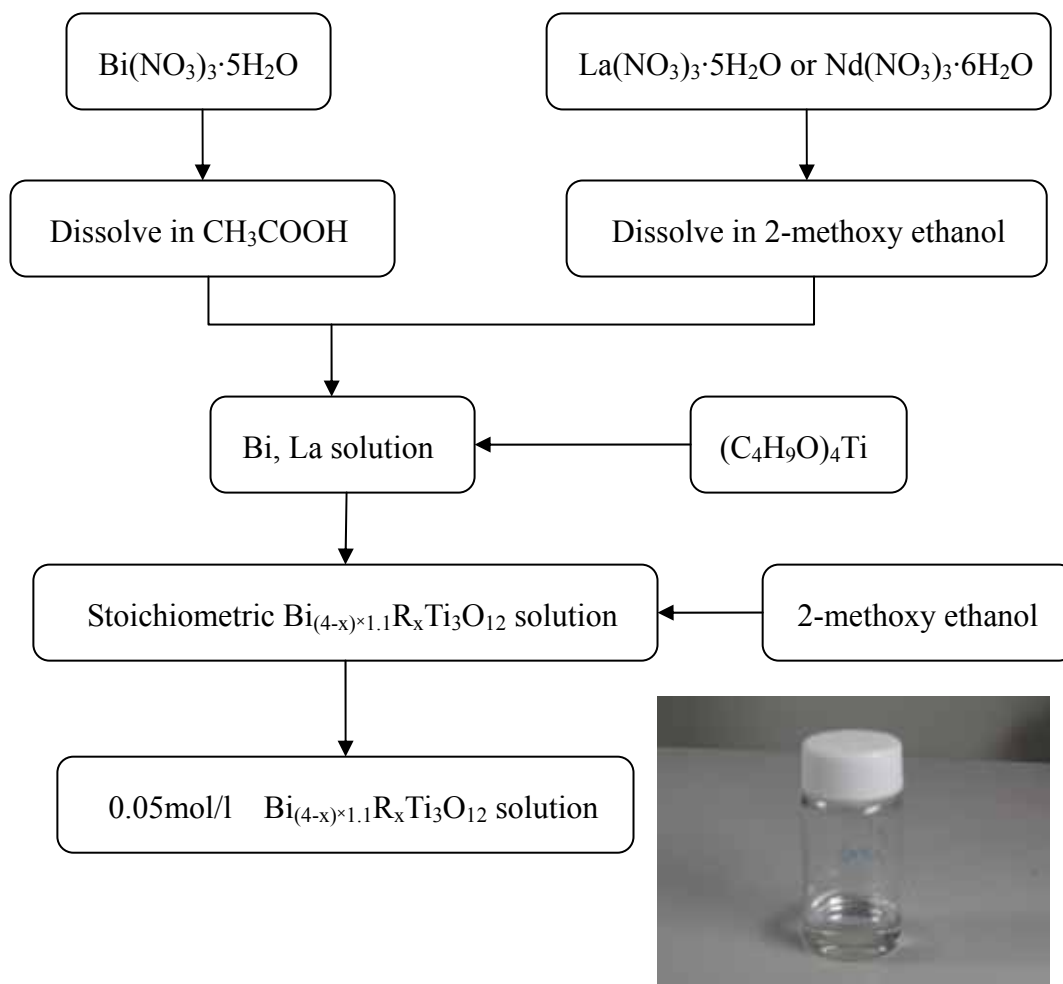 Bi(NO₃)₃·5H₂O
La(NO₃)₃·5H₂O or Nd(NO₃)₃·6H₂O
Dissolve in CH₃COOH
Dissolve in 2-methoxy ethanol
Bi, La solution
(C₄H₉O)₄Ti
Stoichiometric Bi₍₄₋ₓ₎ₓ₁.₁RₓTi₃O₁₂ solution
2-methoxy ethanol
0.05mol/l Bi₍₄₋ₓ₎ₓ₁.₁RₓTi₃O₁₂ solution